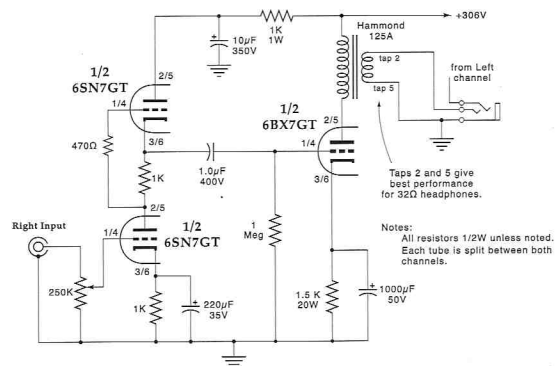 +306V
Hammond
125A
1K
1W
10µF
350V
tap 2
tap 5
from Left
channel
1/2
6SN7GT
2/5
1/4
3/6
470Ω
1K
1.0µF
400V
1/2
6BX7GT
2/5
1/4
3/6
Taps 2 and 5 give
best performance
for 32Ω headphones.
Right Input
250K
2/5
1/4
3/6
1/2
6SN7GT
1K
220µF
35V
1
Meg
1.5 K
20W
1000µF
50V
Notes:
All resistors 1/2W unless noted.
Each tube is split between both
channels.